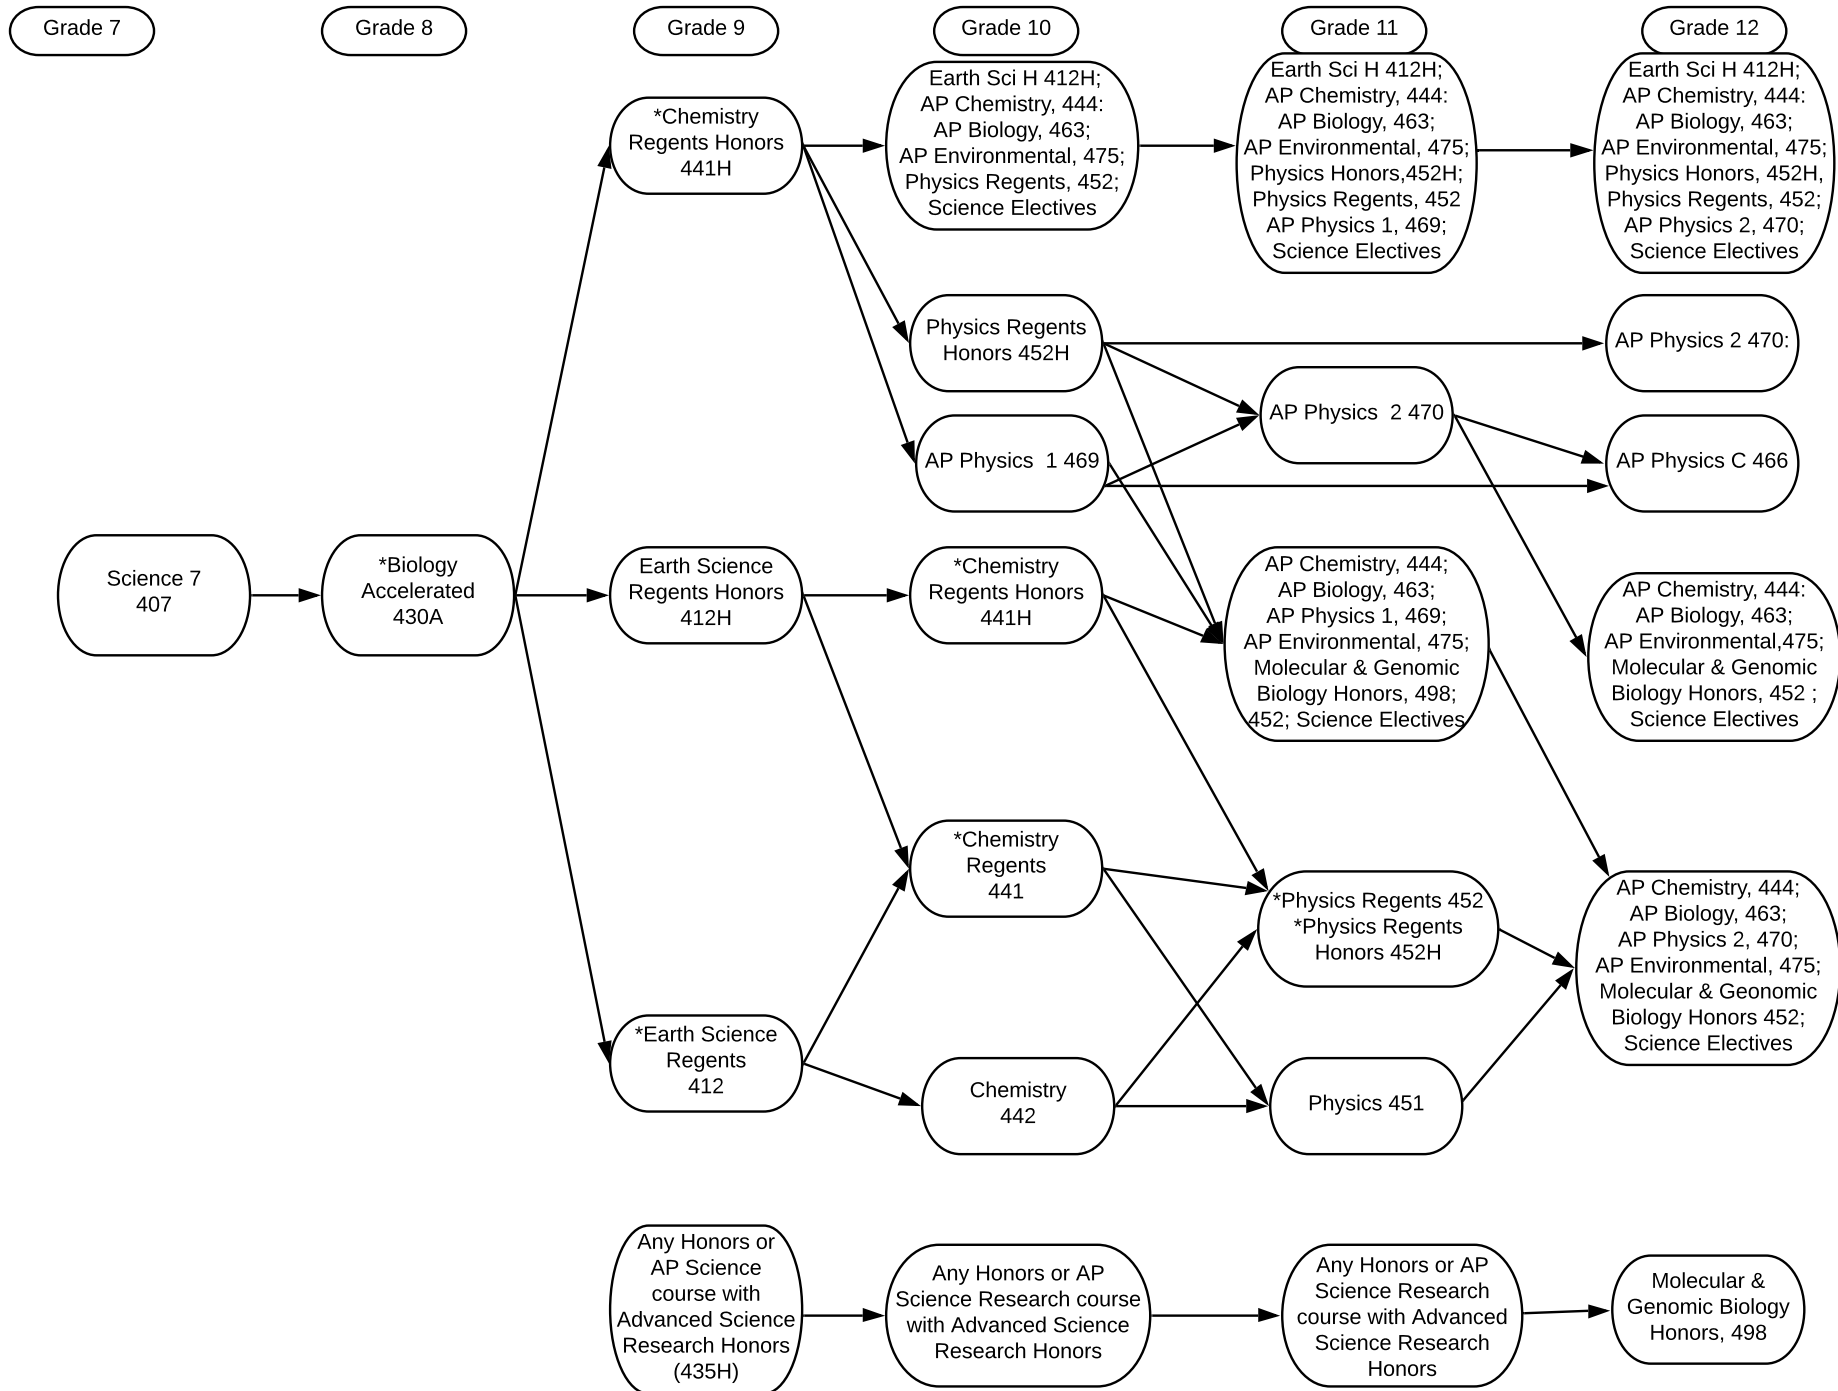 Grade 7
Grade 8
Grade 9
Grade 10
Grade 11
Grade 12
Science 7
407
*Biology
Accelerated
430A
*Chemistry
Regents Honors
441H
Earth Science
Regents Honors
412H
*Earth Science
Regents
412
Any Honors or
AP Science
course with
Advanced Science
Research Honors
(435H)
Earth Sci H 412H;
AP Chemistry, 444:
AP Biology, 463;
AP Environmental, 475;
Physics Regents, 452;
Science Electives
Physics Regents
Honors 452H
AP Physics  1 469
*Chemistry
Regents Honors
441H
*Chemistry
Regents
441
Chemistry
442
Any Honors or AP
Science Research course
with Advanced Science
Research Honors
Earth Sci H 412H;
AP Chemistry, 444:
AP Biology, 463;
AP Environmental, 475;
Physics Honors,452H;
Physics Regents, 452
AP Physics 1, 469;
Science Electives
AP Physics  2 470
AP Chemistry, 444;
AP Biology, 463;
AP Physics 1, 469;
AP Environmental, 475;
Molecular & Genomic
Biology Honors, 498;
452; Science Electives
*Physics Regents 452
*Physics Regents
Honors 452H
Physics 451
Any Honors or AP
Science Research
course with Advanced
Science Research
Honors
Earth Sci H 412H;
AP Chemistry, 444:
AP Biology, 463;
AP Environmental, 475;
Physics Honors, 452H,
Physics Regents, 452;
AP Physics 2, 470;
Science Electives
AP Physics 2 470:
AP Physics C 466
AP Chemistry, 444:
AP Biology, 463;
AP Environmental,475;
Molecular & Genomic
Biology Honors, 452 ;
Science Electives
AP Chemistry, 444;
AP Biology, 463;
AP Physics 2, 470;
AP Environmental, 475;
Molecular & Geonomic
Biology Honors 452;
Science Electives
Molecular &
Genomic Biology
Honors, 498